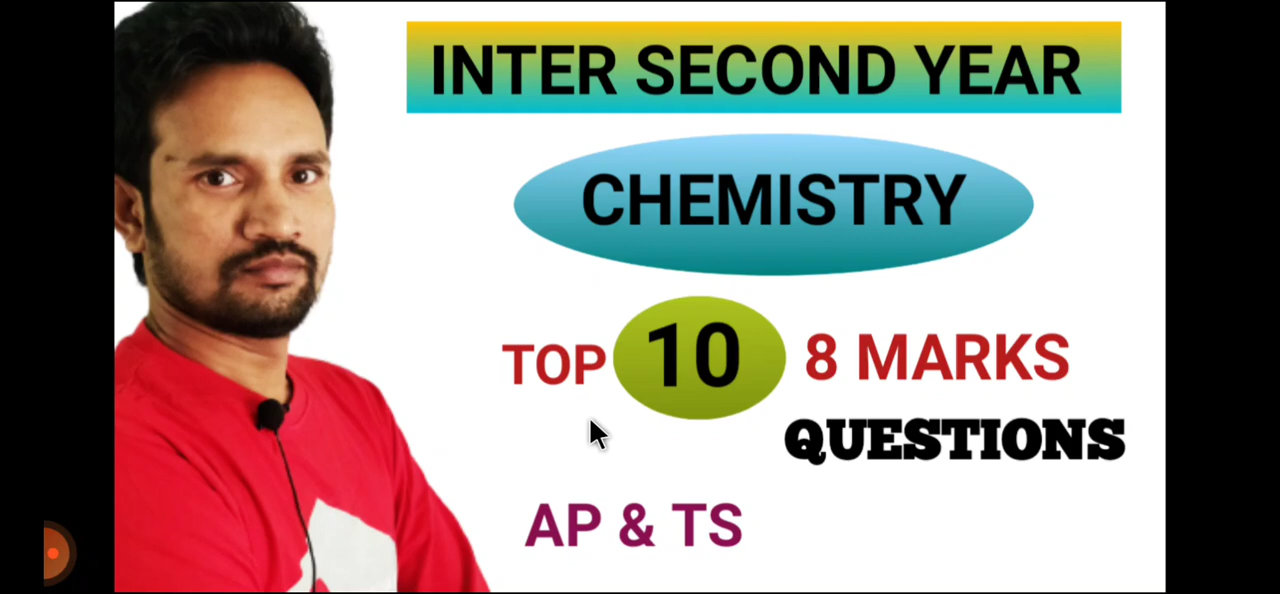 INTER SECOND YEAR
CHEMISTRY
TOP 10 8 MARKS
QUESTIONS
AP & TS